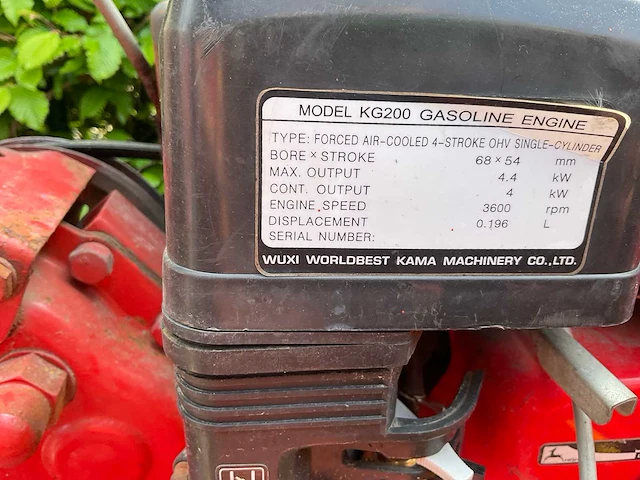 MODEL KG200 GASOLINE ENGINE
TYPE: FORCED AIR-COOLED 4-STROKE OHV SINGLE-CYLINDER
BORE × STROKE 68 × 54 mm
MAX. OUTPUT 4.4 kW
CONT. OUTPUT 4 kW
ENGINE SPEED 3600 rpm
DISPLACEMENT 0.196 L
SERIAL NUMBER:
WUXI WORLDBEST KAMA MACHINERY CO.,LTD.